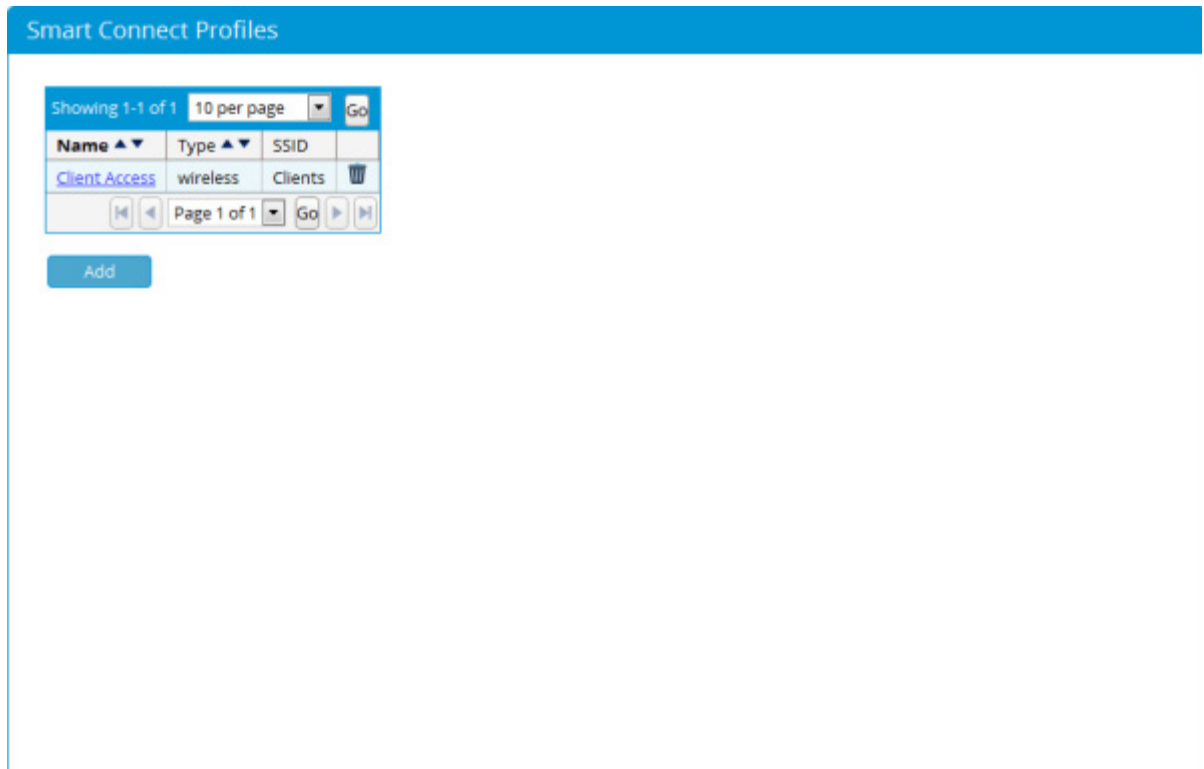 Smart Connect Profiles
Showing 1-1 of 1 10 per page Go
Name Type SSID
Client Access wireless Clients
Page 1 of 1 Go
Add